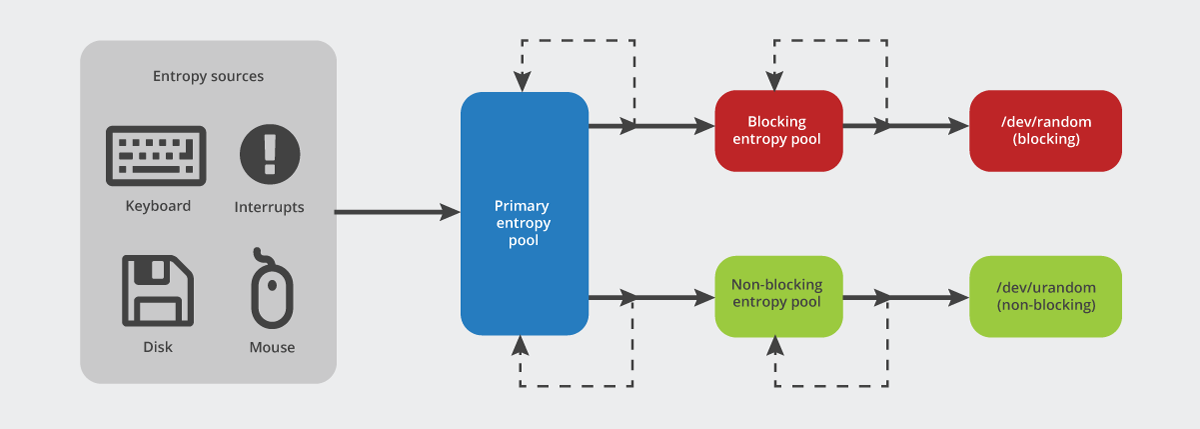 Entropy sources
Keyboard
Interrupts
Disk
Mouse
Primary
entropy
pool
Blocking
entropy pool
/dev/random
(blocking)
Non-blocking
entropy pool
/dev/urandom
(non-blocking)